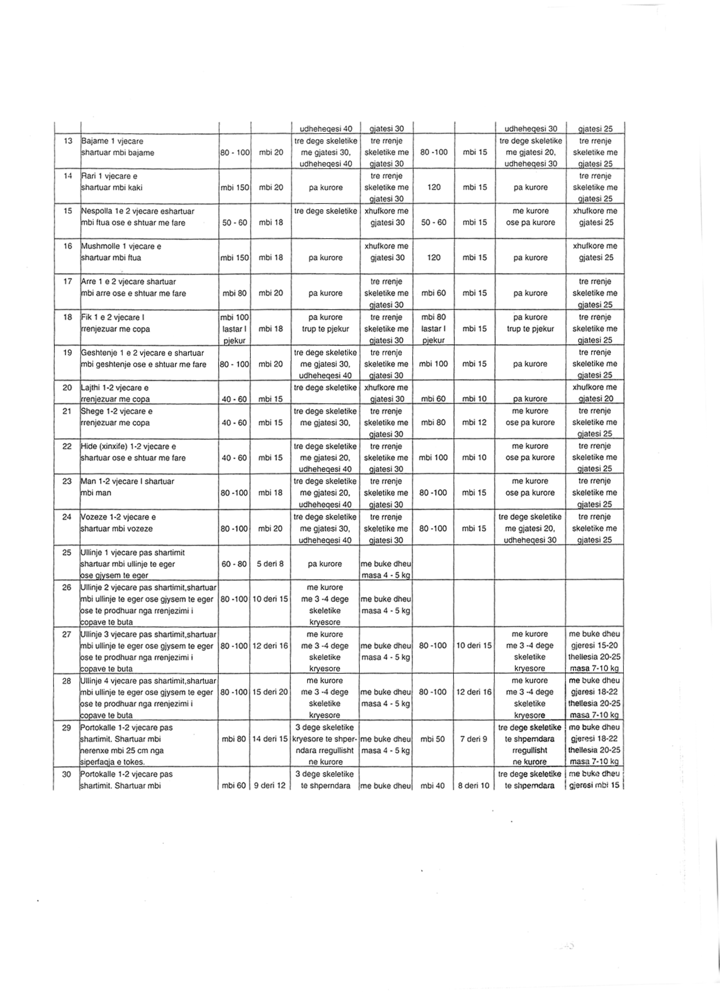 udheheqesi 40 gjatesi 30 udheheqesi 30 gjatesi 25
13 Bajame 1 vjecare tre dege skeletike tre rrenje tre dege skeletike tre rrenje
shartuar mbi bajame 80 - 100 mbi 20 me gjatesi 30, skeletike me 80 -100 mbi 15 me gjatesi 20, skeletike me
udheheqesi 40 gjatesi 30 udheheqesi 30 gjatesi 25
14 Rari 1 vjecare e tre rrenje tre rrenje
shartuar mbi kaki mbi 150 mbi 20 pa kurore skeletike me 120 mbi 15 pa kurore skeletike me
gjatesi 30 gjatesi 25
15 Nespolla 1e 2 vjecare eshartuar tre dege skeletike xhufkore me me kurore xhufkore me
mbi ftua ose e shtuar me fare 50 - 60 mbi 18 gjatesi 30 50 - 60 mbi 15 ose pa kurore gjatesi 25
16 Mushmolle 1 vjecare e xhufkore me xhufkore me
shartuar mbi ftua mbi 150 mbi 18 pa kurore gjatesi 30 120 mbi 15 pa kurore gjatesi 25
17 Arre 1 e 2 vjecare shartuar tre rrenje tre rrenje
mbi arre ose e shtuar me fare mbi 80 mbi 20 pa kurore skeletike me mbi 60 mbi 15 pa kurore skeletike me
gjatesi 30 gjatesi 25
18 Fik 1 e 2 vjecare I mbi 100 pa kurore tre rrenje mbi 80 pa kurore tre rrenje
rrenjezuar me copa lastar I mbi 18 trup te pjekur skeletike me lastar I mbi 15 trup te pjekur skeletike me
pjekur gjatesi 30 pjekur gjatesi 25
19 Geshtenje 1 e 2 vjecare e shartuar tre dege skeletike tre rrenje tre rrenje
mbi geshtenje ose e shtuar me fare 80 - 100 mbi 20 me gjatesi 30, skeletike me mbi 100 mbi 15 pa kurore skeletike me
udheheqesi 40 gjatesi 30 gjatesi 25
20 Lajthi 1-2 vjecare e tre dege skeletike xhufkore me xhufkore me
rrenjezuar me copa 40 - 60 mbi 15 gjatesi 30 mbi 60 mbi 10 pa kurore gjatesi 20
21 Shege 1-2 vjecare e tre dege skeletike tre rrenje me kurore tre rrenje
rrenjezuar me copa 40 - 60 mbi 15 me gjatesi 30, skeletike me mbi 80 mbi 12 ose pa kurore skeletike me
gjatesi 30 gjatesi 25
22 Hide (xinxife) 1-2 vjecare e tre dege skeletike tre rrenje me kurore tre rrenje
shartuar ose e shtuar me fare 40 - 60 mbi 15 me gjatesi 20, skeletike me mbi 100 mbi 10 ose pa kurore skeletike me
udheheqesi 40 gjatesi 30 gjatesi 25
23 Man 1-2 vjecare I shartuar tre dege skeletike tre rrenje me kurore tre rrenje
mbi man 80 -100 mbi 18 me gjatesi 20, skeletike me 80 -100 mbi 15 ose pa kurore skeletike me
udheheqesi 40 gjatesi 30 gjatesi 25
24 Vozeze 1-2 vjecare e tre dege skeletike tre rrenje tre dege skeletike tre rrenje
shartuar mbi vozeze 80 -100 mbi 20 me gjatesi 30, skeletike me 80 -100 mbi 15 me gjatesi 20, skeletike me
udheheqesi 40 gjatesi 30 udheheqesi 30 gjatesi 25
25 Ullinje 1 vjecare pas shartimit
shartuar mbi ullinje te eger 60 - 80 5 deri 8 pa kurore me buke dheu
ose gjysem te eger masa 4 - 5 kg
26 Ullinje 2 vjecare pas shartimit,shartuar me kurore
mbi ullinje te eger ose gjysem te eger 80 -100 10 deri 15 me 3 -4 dege me buke dheu
ose te prodhuar nga rrenjezimi i skeletike masa 4 - 5 kg
copave te buta kryesore
27 Ullinje 3 vjecare pas shartimit,shartuar me kurore me kurore me buke dheu
mbi ullinje te eger ose gjysem te eger 80 -100 12 deri 16 me 3 -4 dege me buke dheu 80 -100 10 deri 15 me 3 -4 dege gjeresi 15-20
ose te prodhuar nga rrenjezimi i skeletike masa 4 - 5 kg skeletike thellesia 20-25
copave te buta kryesore kryesore masa 7-10 kg
28 Ullinje 4 vjecare pas shartimit,shartuar me kurore me kurore me buke dheu
mbi ullinje te eger ose gjysem te eger 80 -100 15 deri 20 me 3 -4 dege me buke dheu 80 -100 12 deri 16 me 3 -4 dege gjeresi 18-22
ose te prodhuar nga rrenjezimi i skeletike masa 4 - 5 kg skeletike thellesia 20-25
copave te buta kryesore kryesore masa 7-10 kg
29 Portokalle 1-2 vjecare pas 3 dege skeletike tre dege skeletike me buke dheu
shartimit. Shartuar mbi mbi 80 14 deri 15 kryesore te shper- me buke dheu mbi 50 7 deri 9 te shperndara gjeresi 18-22
nerenxe mbi 25 cm nga ndara rregullisht masa 4 - 5 kg rregullisht thellesia 20-25
siperfaqja e tokes. ne kurore ne kurore masa 7-10 kg
30 Portokalle 1-2 vjecare pas 3 dege skeletike tre dege skeletike me buke dheu
shartimit. Shartuar mbi mbi 60 9 deri 12 te shperndara me buke dheu mbi 40 8 deri 10 te shperndara gjeresi mbi 15